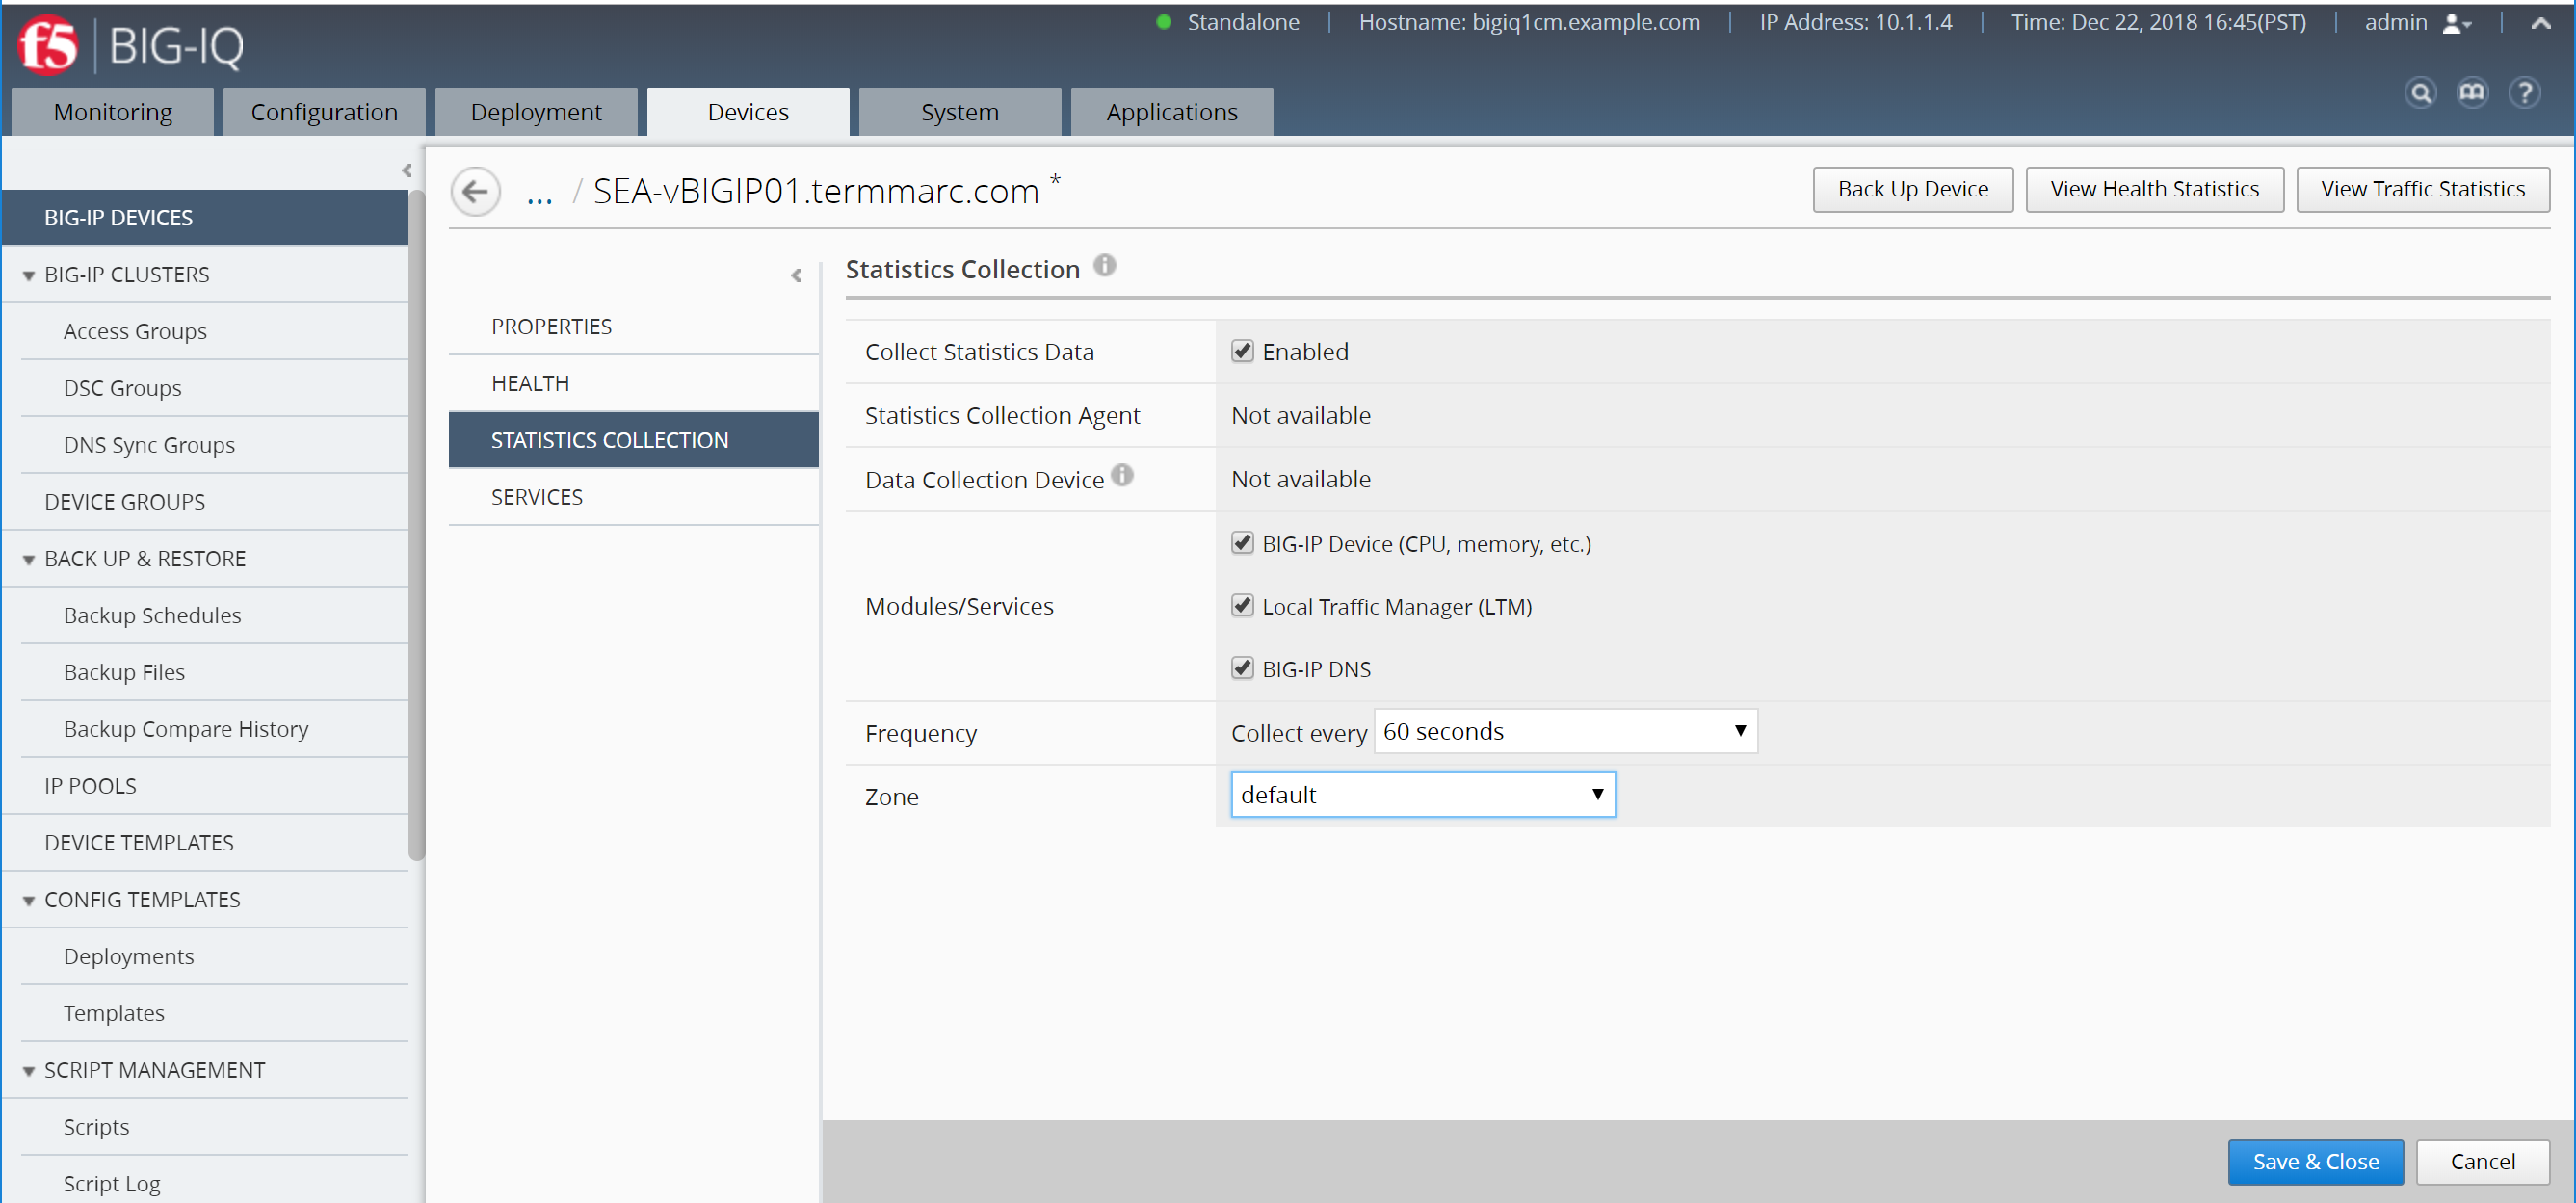 Standalone | Hostname: bigiq1cm.example.com | IP Address: 10.1.1.4 | Time: Dec 22, 2018 16:45(PST) | admin
f5 BIG-IQ
Monitoring Configuration Deployment Devices System Applications
... / SEA-vBIGIP01.termmarc.com *
Back Up Device View Health Statistics View Traffic Statistics
BIG-IP DEVICES
BIG-IP CLUSTERS
Access Groups
DSC Groups
DNS Sync Groups
DEVICE GROUPS
BACK UP & RESTORE
Backup Schedules
Backup Files
Backup Compare History
IP POOLS
DEVICE TEMPLATES
CONFIG TEMPLATES
Deployments
Templates
SCRIPT MANAGEMENT
Scripts
Script Log
PROPERTIES
HEALTH
STATISTICS COLLECTION
SERVICES
Statistics Collection
Collect Statistics Data Enabled
Statistics Collection Agent Not available
Data Collection Device Not available
Modules/Services
BIG-IP Device (CPU, memory, etc.)
Local Traffic Manager (LTM)
BIG-IP DNS
Frequency Collect every 60 seconds
Zone default
Save & Close Cancel